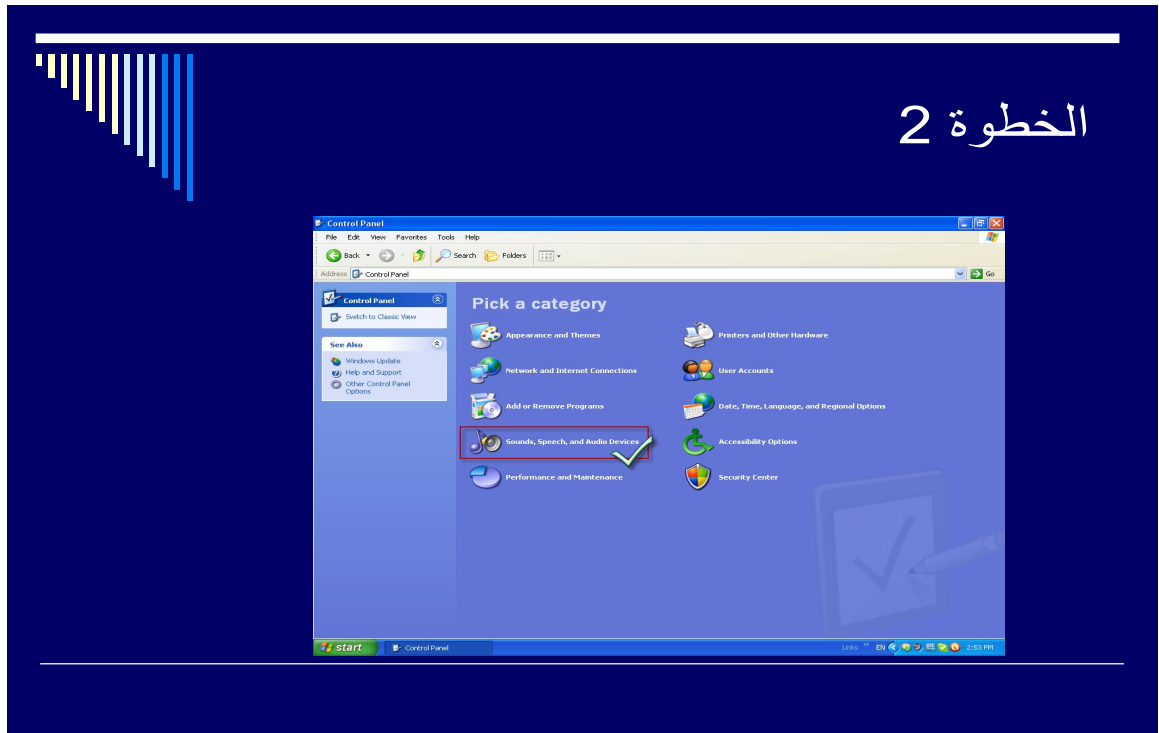 الخطوة 2
Control Panel
File Edit View Favorites Tools Help
Back Search Folders
Address Control Panel Go
Control Panel
Switch to Classic View
See Also
Windows Update
Help and Support
Other Control Panel
Options
Pick a category
Appearance and Themes
Printers and Other Hardware
Network and Internet Connections
User Accounts
Add or Remove Programs
Date, Time, Language, and Regional Options
Sounds, Speech, and Audio Devices
Accessibility Options
Performance and Maintenance
Security Center
start Control Panel Links EN 2:53 PM